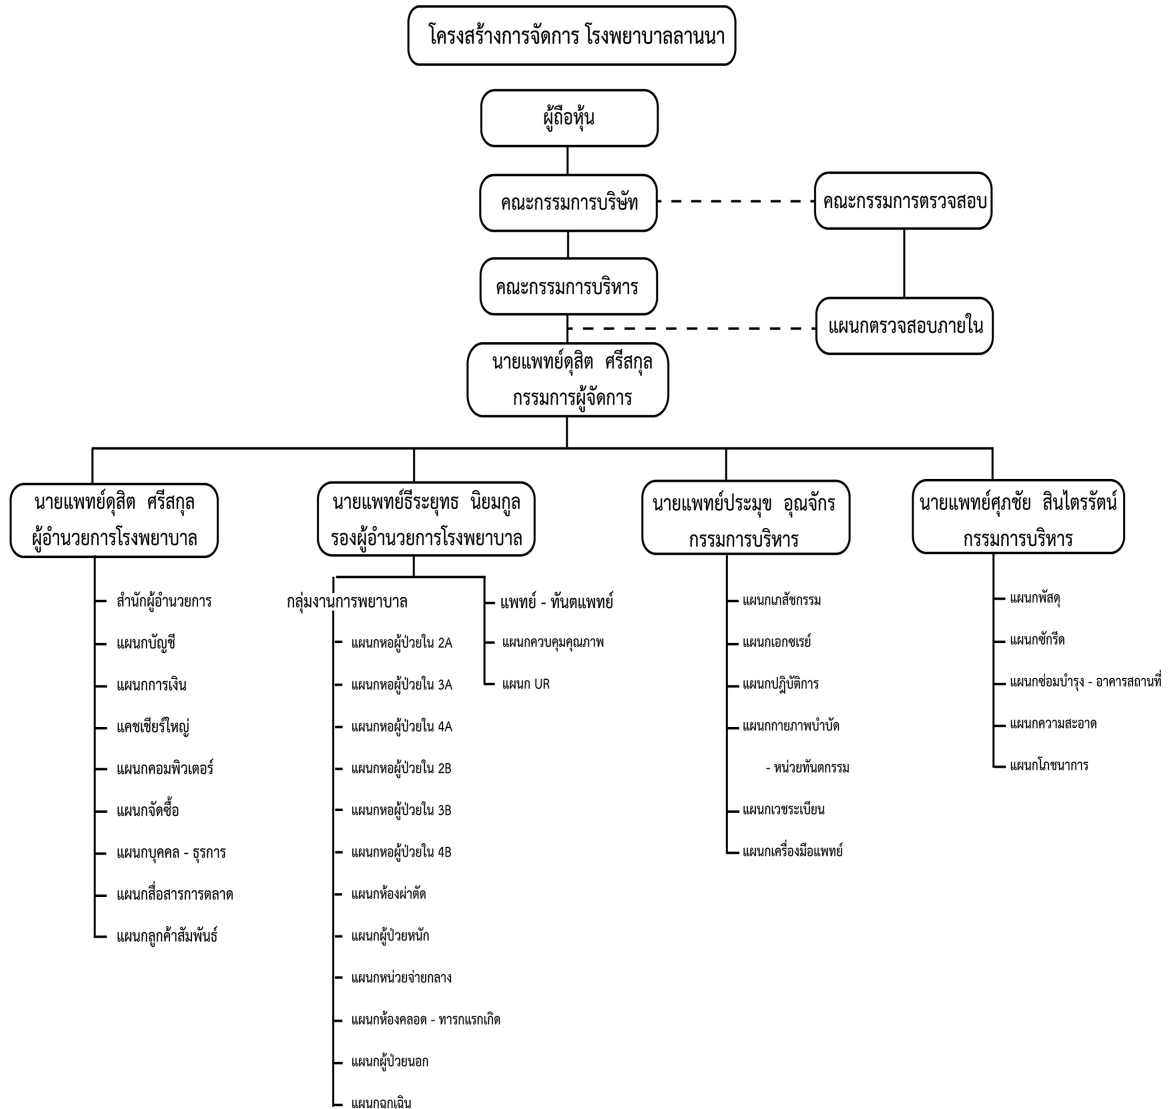 โครงสร้างการจัดการ โรงพยาบาลลานนา
ผู้ถือหุ้น
คณะกรรมการบริษัท
คณะกรรมการตรวจสอบ
คณะกรรมการบริหาร
แผนกตรวจสอบภายใน
นายแพทย์ดุสิต ศรีสกุล
กรรมการผู้จัดการ
นายแพทย์ดุสิต ศรีสกุล
ผู้อำนวยการโรงพยาบาล
สำนักผู้อำนวยการ
แผนกบัญชี
แผนกการเงิน
แคชเชียร์ใหญ่
แผนกคอมพิวเตอร์
แผนกจัดซื้อ
แผนกบุคคล - ธุรการ
แผนกสื่อสารการตลาด
แผนกลูกค้าสัมพันธ์
นายแพทย์ธีระยุทธ นิยมกูล
รองผู้อำนวยการโรงพยาบาล
กลุ่มงานการพยาบาล
แผนกหอผู้ป่วยใน 2A
แผนกหอผู้ป่วยใน 3A
แผนกหอผู้ป่วยใน 4A
แผนกหอผู้ป่วยใน 2B
แผนกหอผู้ป่วยใน 3B
แผนกหอผู้ป่วยใน 4B
แผนกห้องผ่าตัด
แผนกผู้ป่วยหนัก
แผนกหน่วยจ่ายกลาง
แผนกห้องคลอด - ทารกแรกเกิด
แผนกผู้ป่วยนอก
แผนกฉุกเฉิน
แพทย์ - ทันตแพทย์
แผนกควบคุมคุณภาพ
แผนก UR
นายแพทย์ประมุข อุณจักร
กรรมการบริหาร
แผนกเภสัชกรรม
แผนกเอกซเรย์
แผนกปฏิบัติการ
แผนกกายภาพบำบัด
- หน่วยทันตกรรม
แผนกเวชระเบียน
แผนกเครื่องมือแพทย์
นายแพทย์ศุภชัย สินไตรรัตน์
กรรมการบริหาร
แผนกพัสดุ
แผนกซักรีด
แผนกซ่อมบำรุง - อาคารสถานที่
แผนกความสะอาด
แผนกโภชนาการ